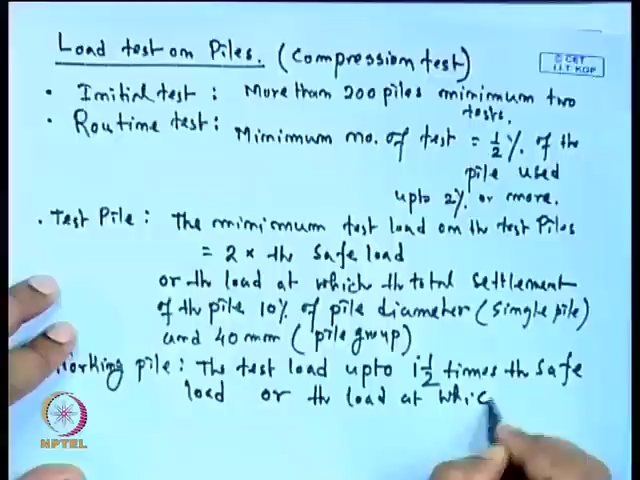 Load test on Piles. (Compression test)
© CET
I.I.T. KGP
• Initial test : More than 200 piles minimum two
tests.
• Routine test : Minimum no. of test = 1/2 % of the
pile used
upto 2% or more.
. Test Pile : The minimum test load on the test Piles
= 2 x the safe load
or the load at which the total settlement
of the pile 10% of pile diameter (single pile)
and 40 mm (pile group)
Working pile : The test load upto 1 1/2 times the safe
load or the load at whic
NPTEL